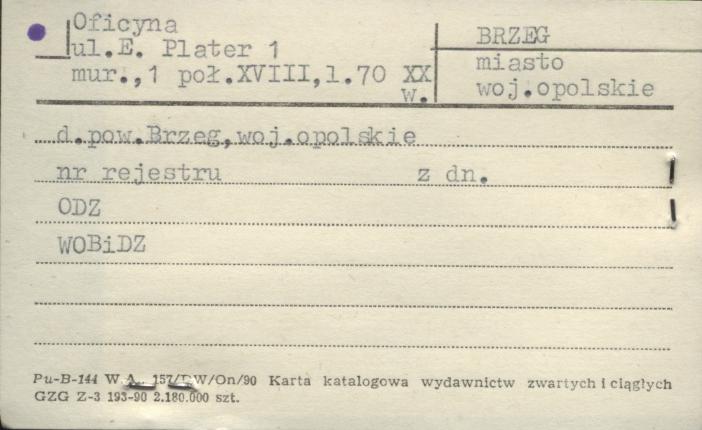 Oficyna
ul.E. Plater 1
mur.,1 poł.XVIII,l.70 XX
w.
BRZEG
miasto
woj.opolskie
d.pow.Brzeg,woj.opolskie
nr rejestru z dn.
ODZ
WOBiDZ
Pu-B-144 W.A. 157/DW/On/90 Karta katalogowa wydawnictw zwartych i ciągłych
GZG Z-3 193-90 2.180.000 szt.